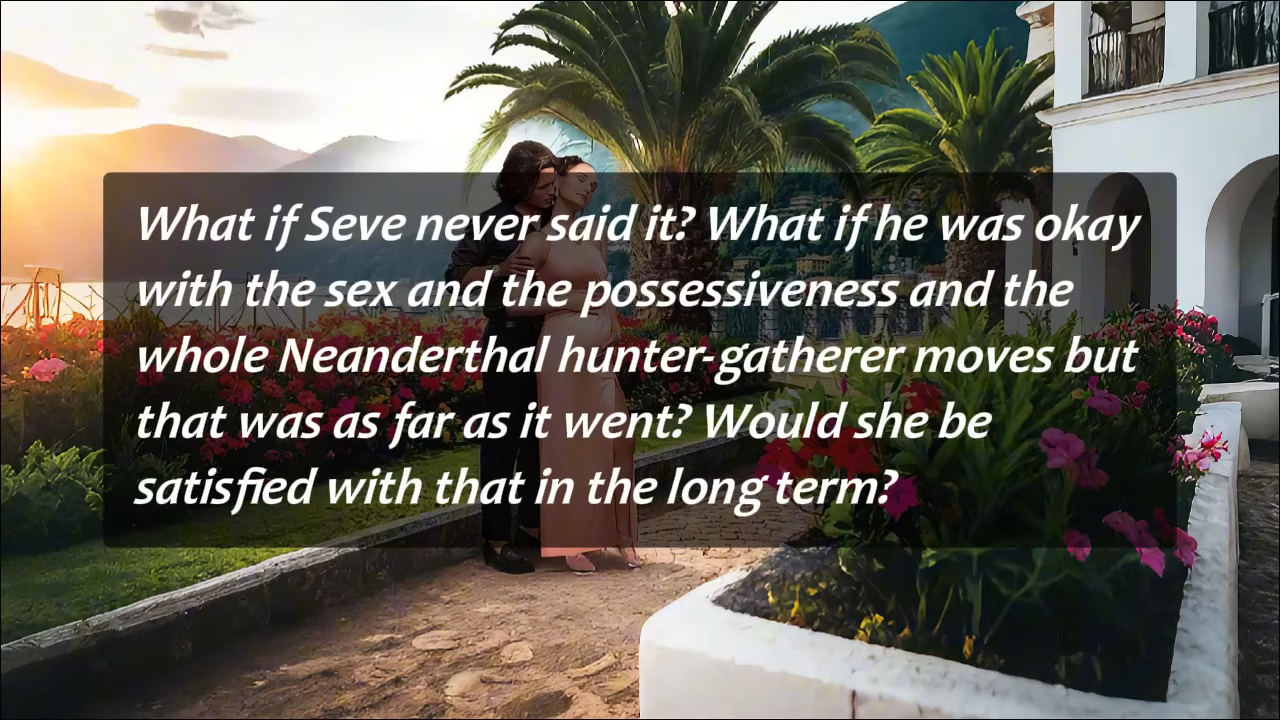 What if Seve never said it? What if he was okay
with the sex and the possessiveness and the
whole Neanderthal hunter-gatherer moves but
that was as far as it went? Would she be
satisfied with that in the long term?